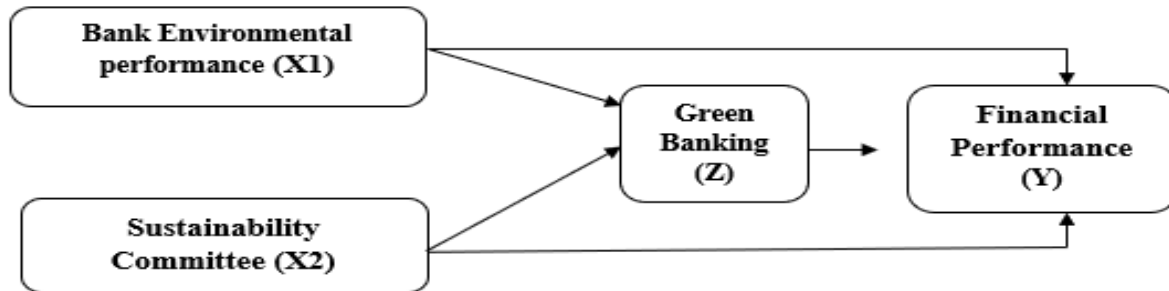 Bank Environmental
performance (X1)
Green
Banking
(Z)
Financial
Performance
(Y)
Sustainability
Committee (X2)